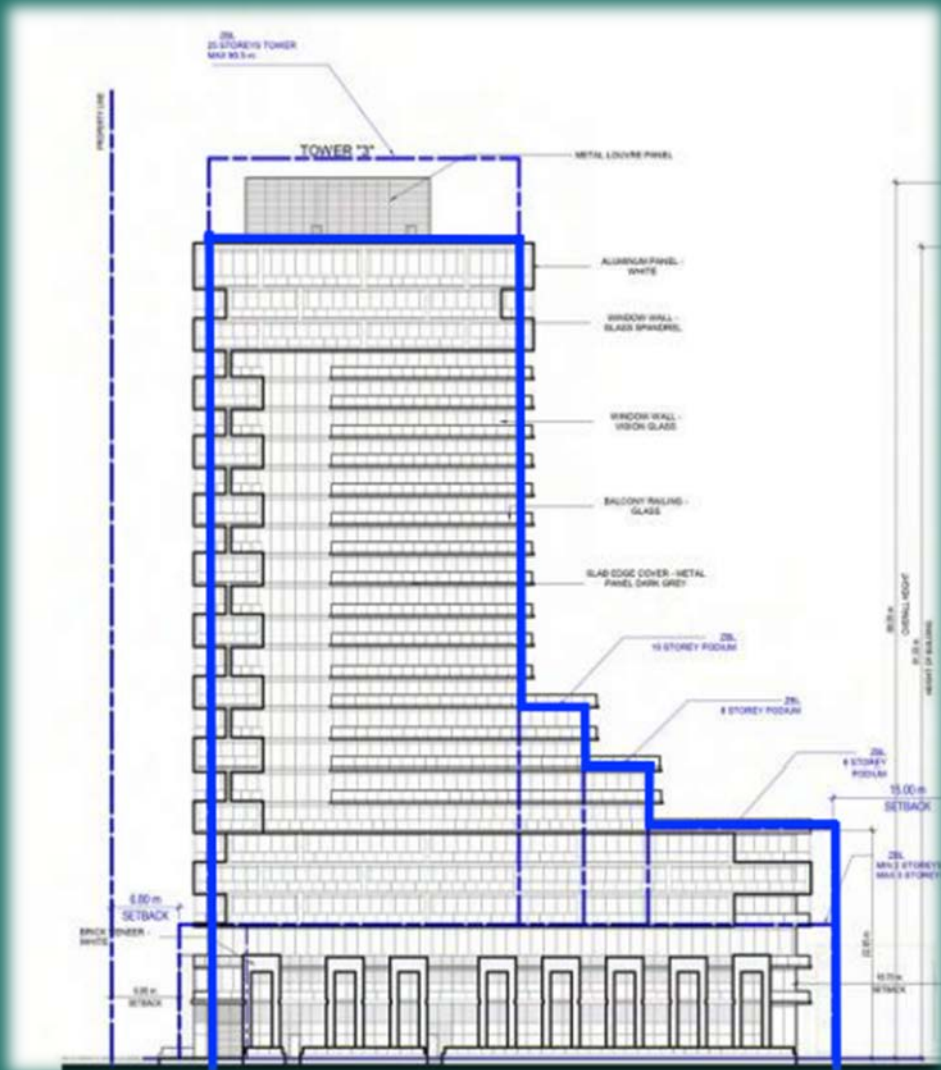 ZBL
25 STOREYS TOWER
PROPERTY LINE
TOWER "3"
METAL LOUVRE PANEL
ALUMINUM PANEL -
WHITE
WINDOW WALL -
GLASS SPANDREL
WINDOW WALL -
VISION GLASS
BALCONY RAILING -
GLASS
SLAB EDGE COVER - METAL
PANEL DARK GREY
OVERALL HEIGHT
HEIGHT OF BUILDING
ZBL
10 STOREY PODIUM
ZBL
8 STOREY PODIUM
ZBL
6 STOREY
PODIUM
15.00 m
SETBACK
ZBL
SETBACK
BRICK VENEER -
WHITE
SETBACK
SETBACK